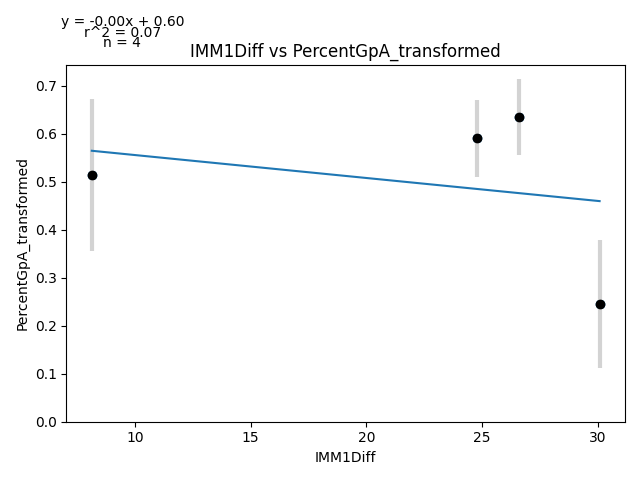 y = -0.00x + 0.60
r^2 = 0.07
n = 4
IMM1Diff vs PercentGpA_transformed
PercentGpA_transformed
0.7
0.6
0.5
0.4
0.3
0.2
0.1
0.0
10
15
20
25
30
IMM1Diff